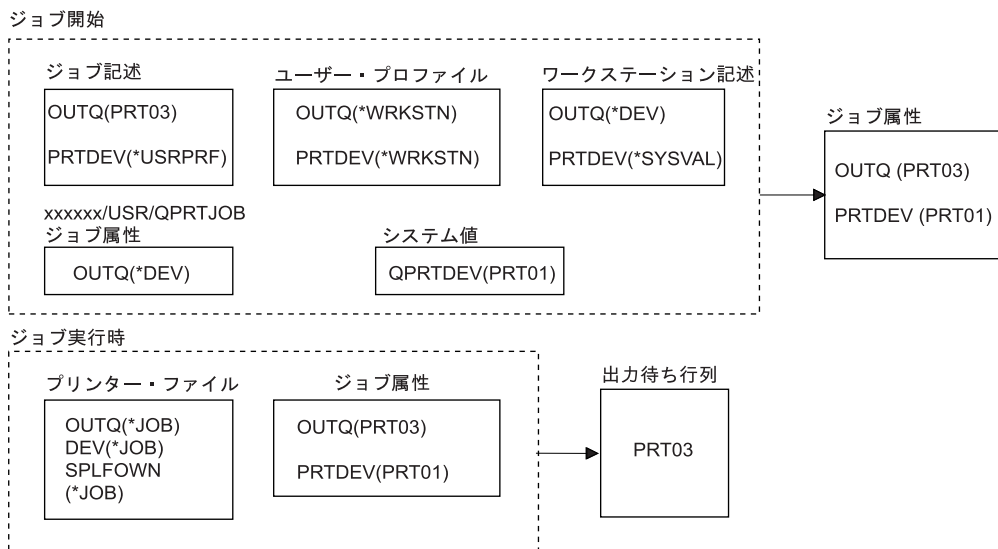 ジョブ開始
ジョブ記述
OUTQ(PRT03)
PRTDEV(*USRPRF)
ユーザー・プロファイル
OUTQ(*WRKSTN)
PRTDEV(*WRKSTN)
ワークステーション記述
OUTQ(*DEV)
PRTDEV(*SYSVAL)
ジョブ属性
OUTQ (PRT03)
PRTDEV (PRT01)
xxxxxx/USR/QPRTJOB
ジョブ属性
OUTQ(*DEV)
システム値
QPRTDEV(PRT01)
ジョブ実行時
プリンター・ファイル
OUTQ(*JOB)
DEV(*JOB)
SPLFOWN
(*JOB)
ジョブ属性
OUTQ(PRT03)
PRTDEV(PRT01)
出力待ち行列
PRT03